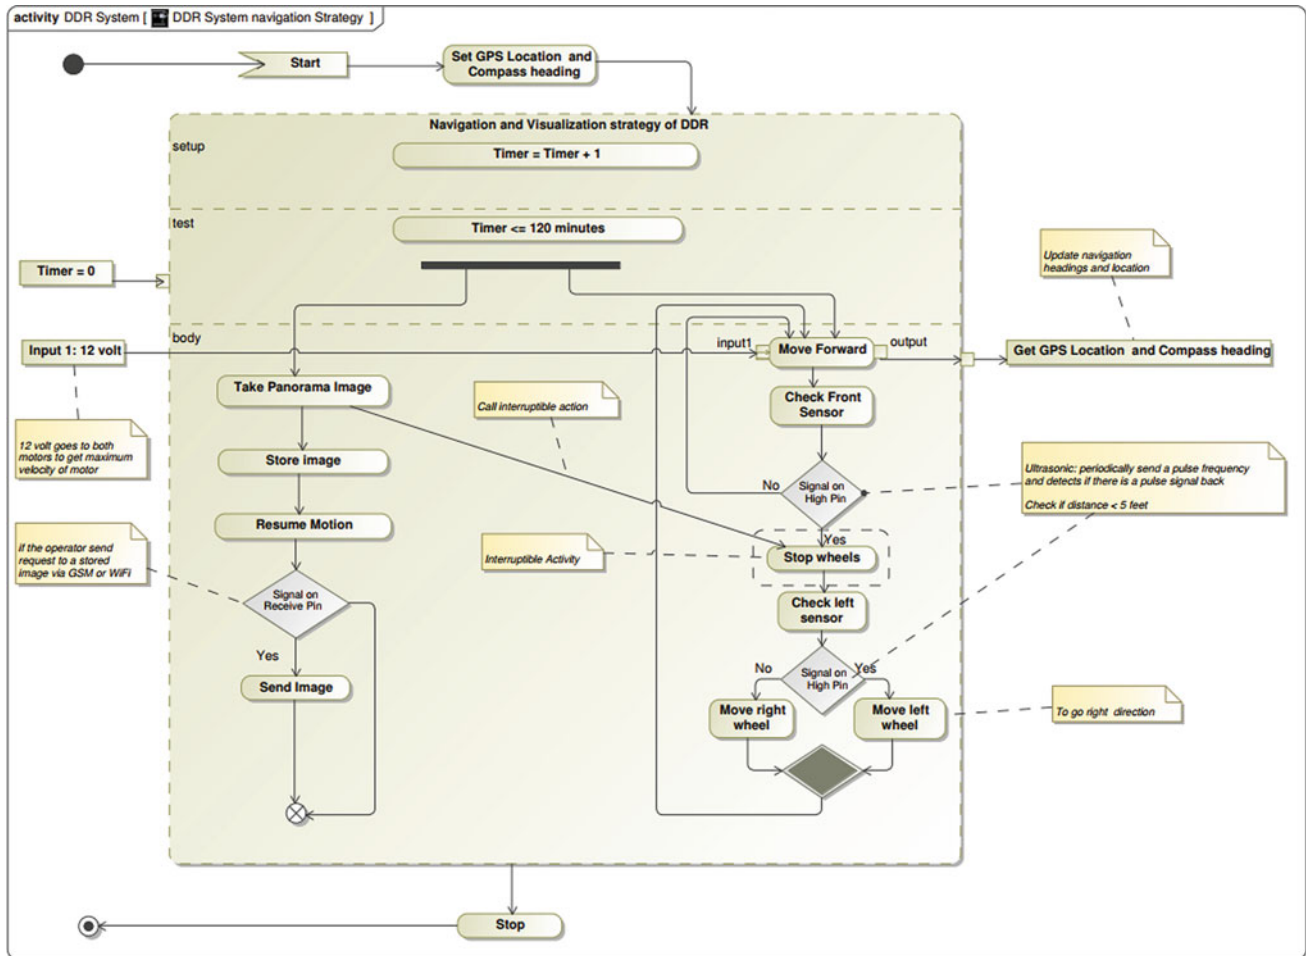 activity DDR System [ DDR System navigation Strategy ]
Start
Set GPS Location and
Compass heading
Navigation and Visualization strategy of DDR
setup
Timer = Timer + 1
test
Timer <= 120 minutes
Timer = 0
Update navigation
headings and location
body
Input 1: 12 volt
input1
Move Forward
output
Get GPS Location and Compass heading
Take Panorama Image
Call interruptible action
Check Front
Sensor
12 volt goes to both
motors to get maximum
velocity of motor
Store image
No
Signal on
High Pin
Ultrasonic: periodically send a pulse frequency
and detects if there is a pulse signal back
Check if distance < 5 feet
Resume Motion
Yes
if the operator send
request to a stored
image via GSM or WiFi
Interruptible Activity
Stop wheels
Signal on
Receive Pin
Check left
sensor
Yes
No
Signal on
High Pin
Yes
Send Image
Move right
wheel
Move left
wheel
To go right direction
Stop